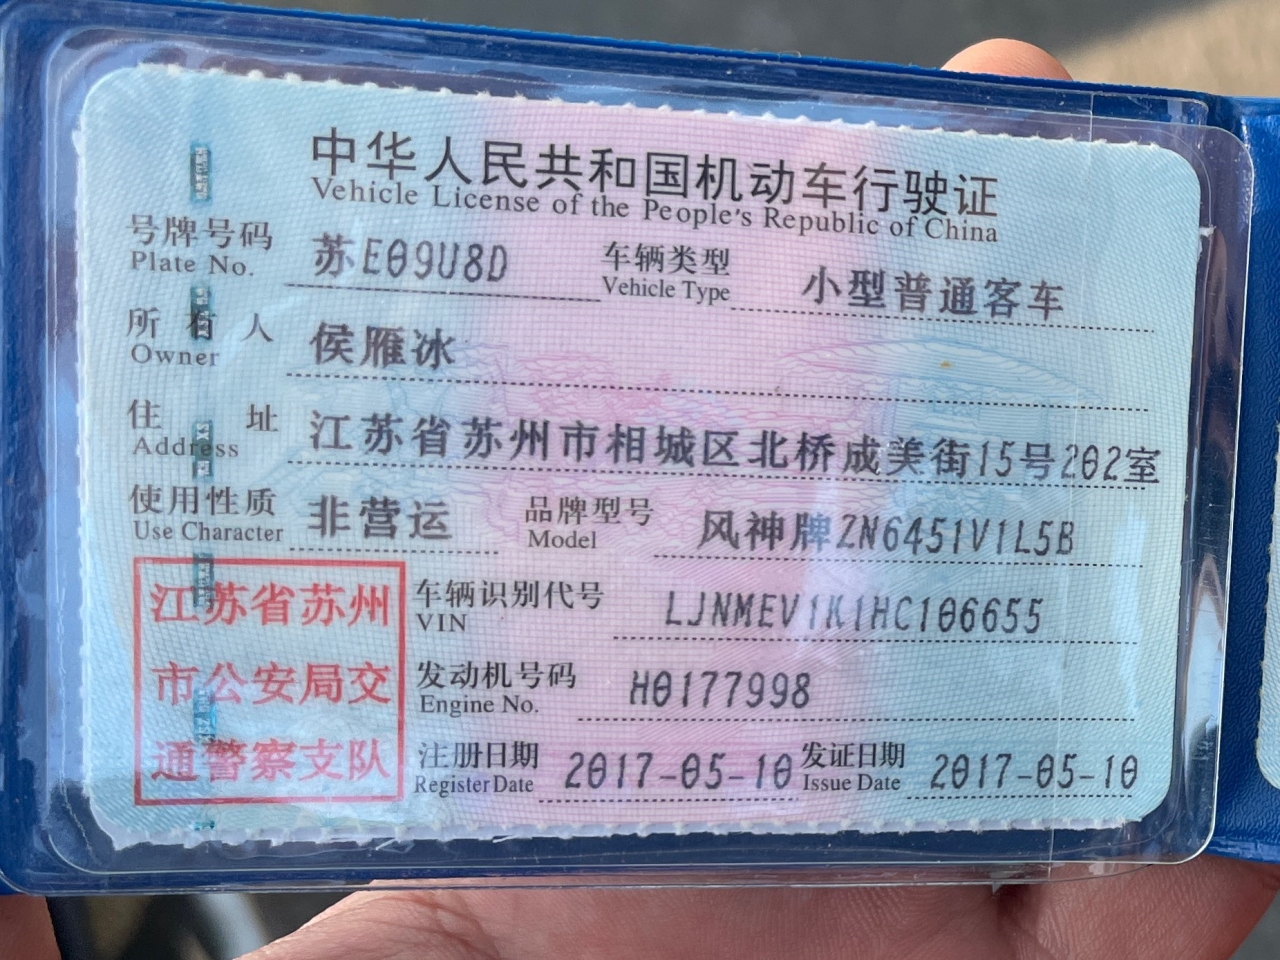 中华人民共和国机动车行驶证
Vehicle License of the People's Republic of China
号牌号码 苏E09U8D 车辆类型 小型普通客车
Plate No. Vehicle Type
所有人 侯雁冰
Owner
住址 江苏省苏州市相城区北桥成美街15号202室
Address
使用性质 非营运 品牌型号 风神牌ZN6451V1L5B
Use Character Model
江苏省苏州
市公安局交
通警察支队
车辆识别代号 LJNMEV1K1HC106655
VIN
发动机号码 H0177998
Engine No.
注册日期 2017-05-10 发证日期 2017-05-10
Register Date Issue Date